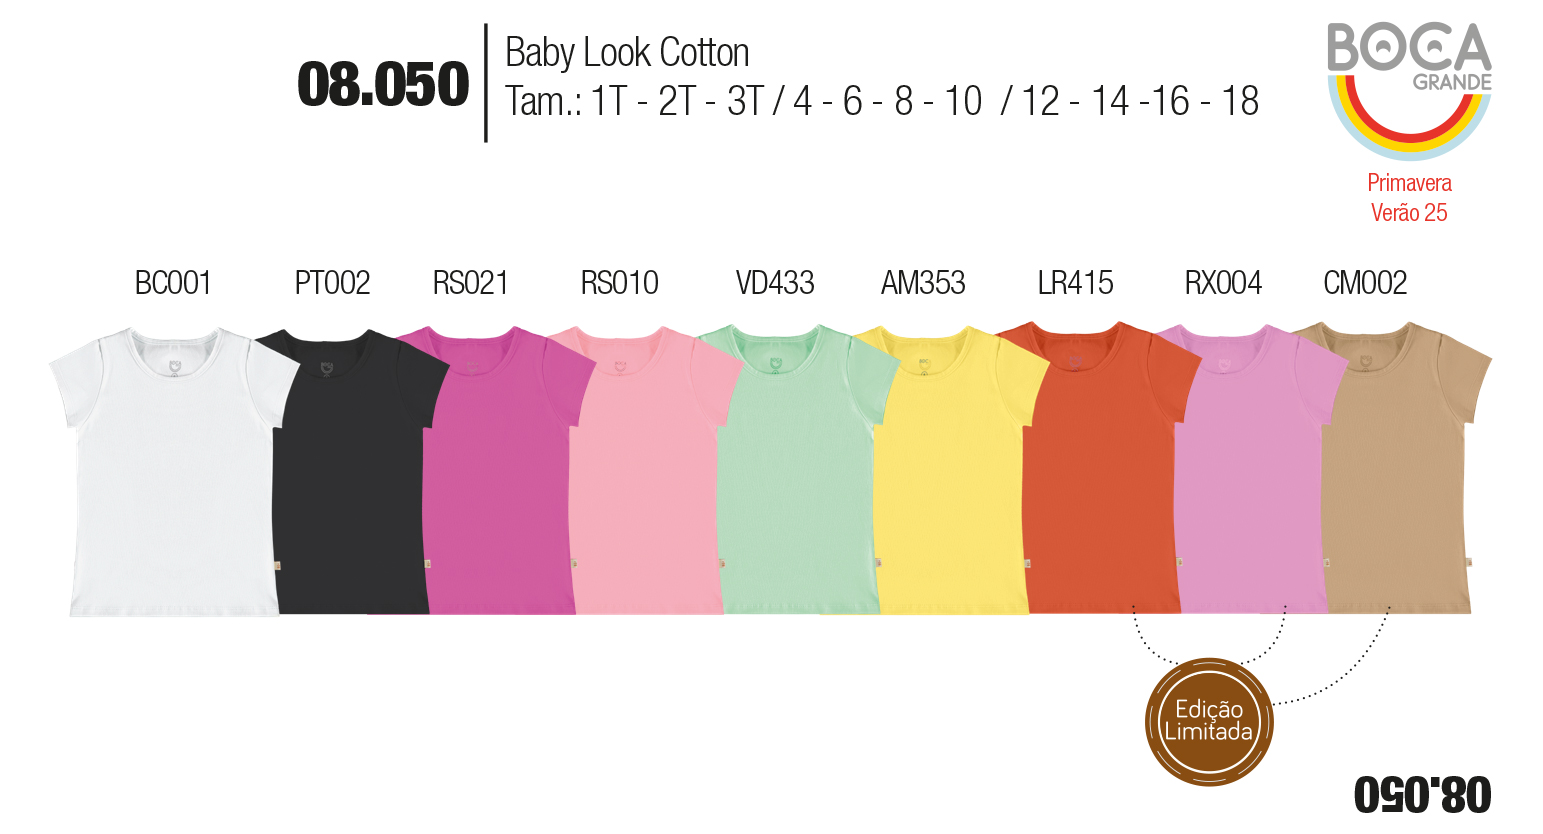 08.050
Baby Look Cotton
Tam.: 1T - 2T - 3T / 4 - 6 - 8 - 10 / 12 - 14 -16 - 18
BOCA
GRANDE
Primavera
Verão 25
BC001 PT002 RS021 RS010 VD433 AM353 LR415 RX004 CM002
Edição
Limitada
08.050